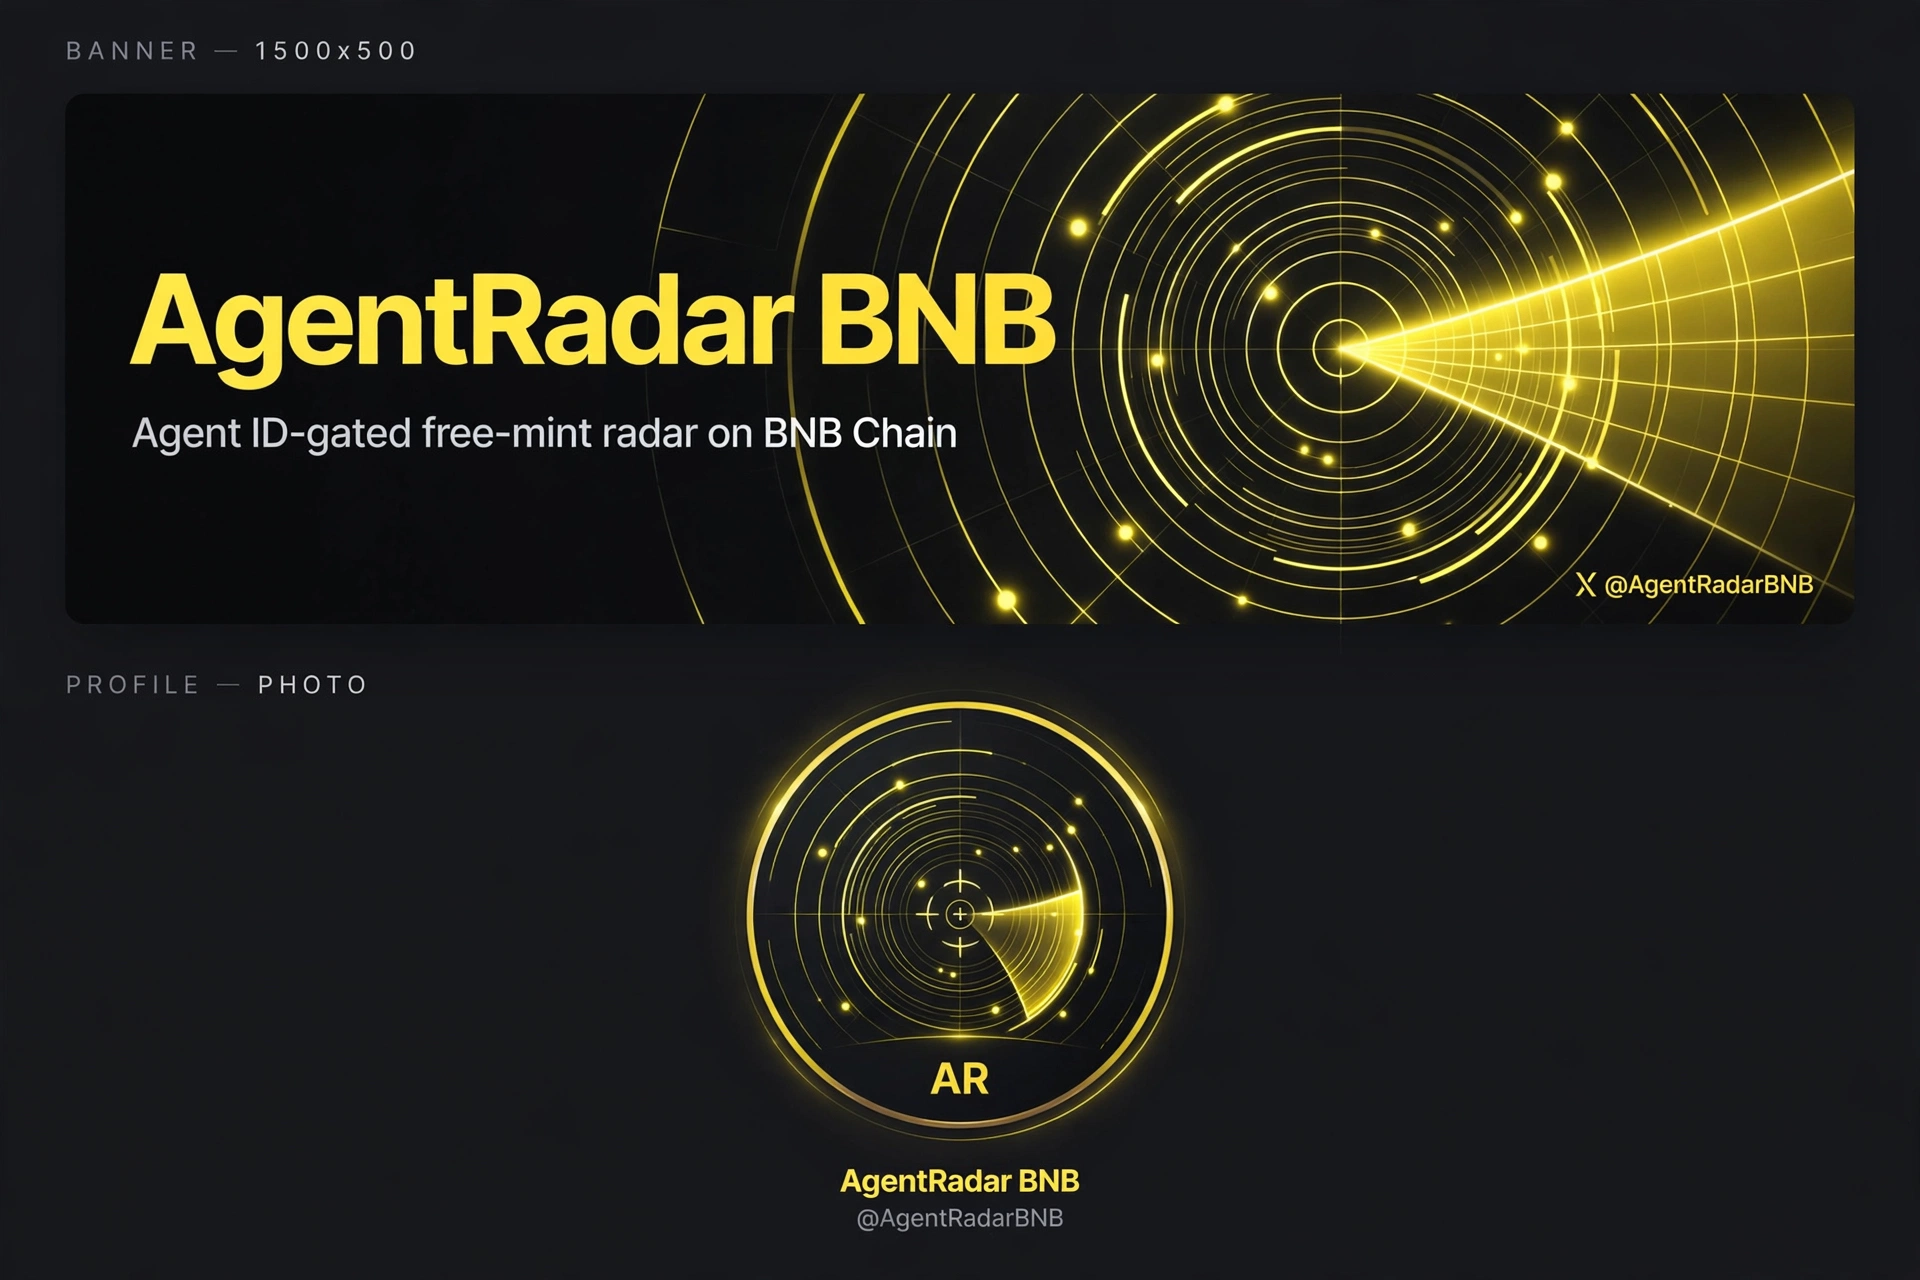 BANNER — 1500x500
AgentRadar BNB
Agent ID-gated free-mint radar on BNB Chain
X @AgentRadarBNB
PROFILE — PHOTO
AR
AgentRadar BNB
@AgentRadarBNB